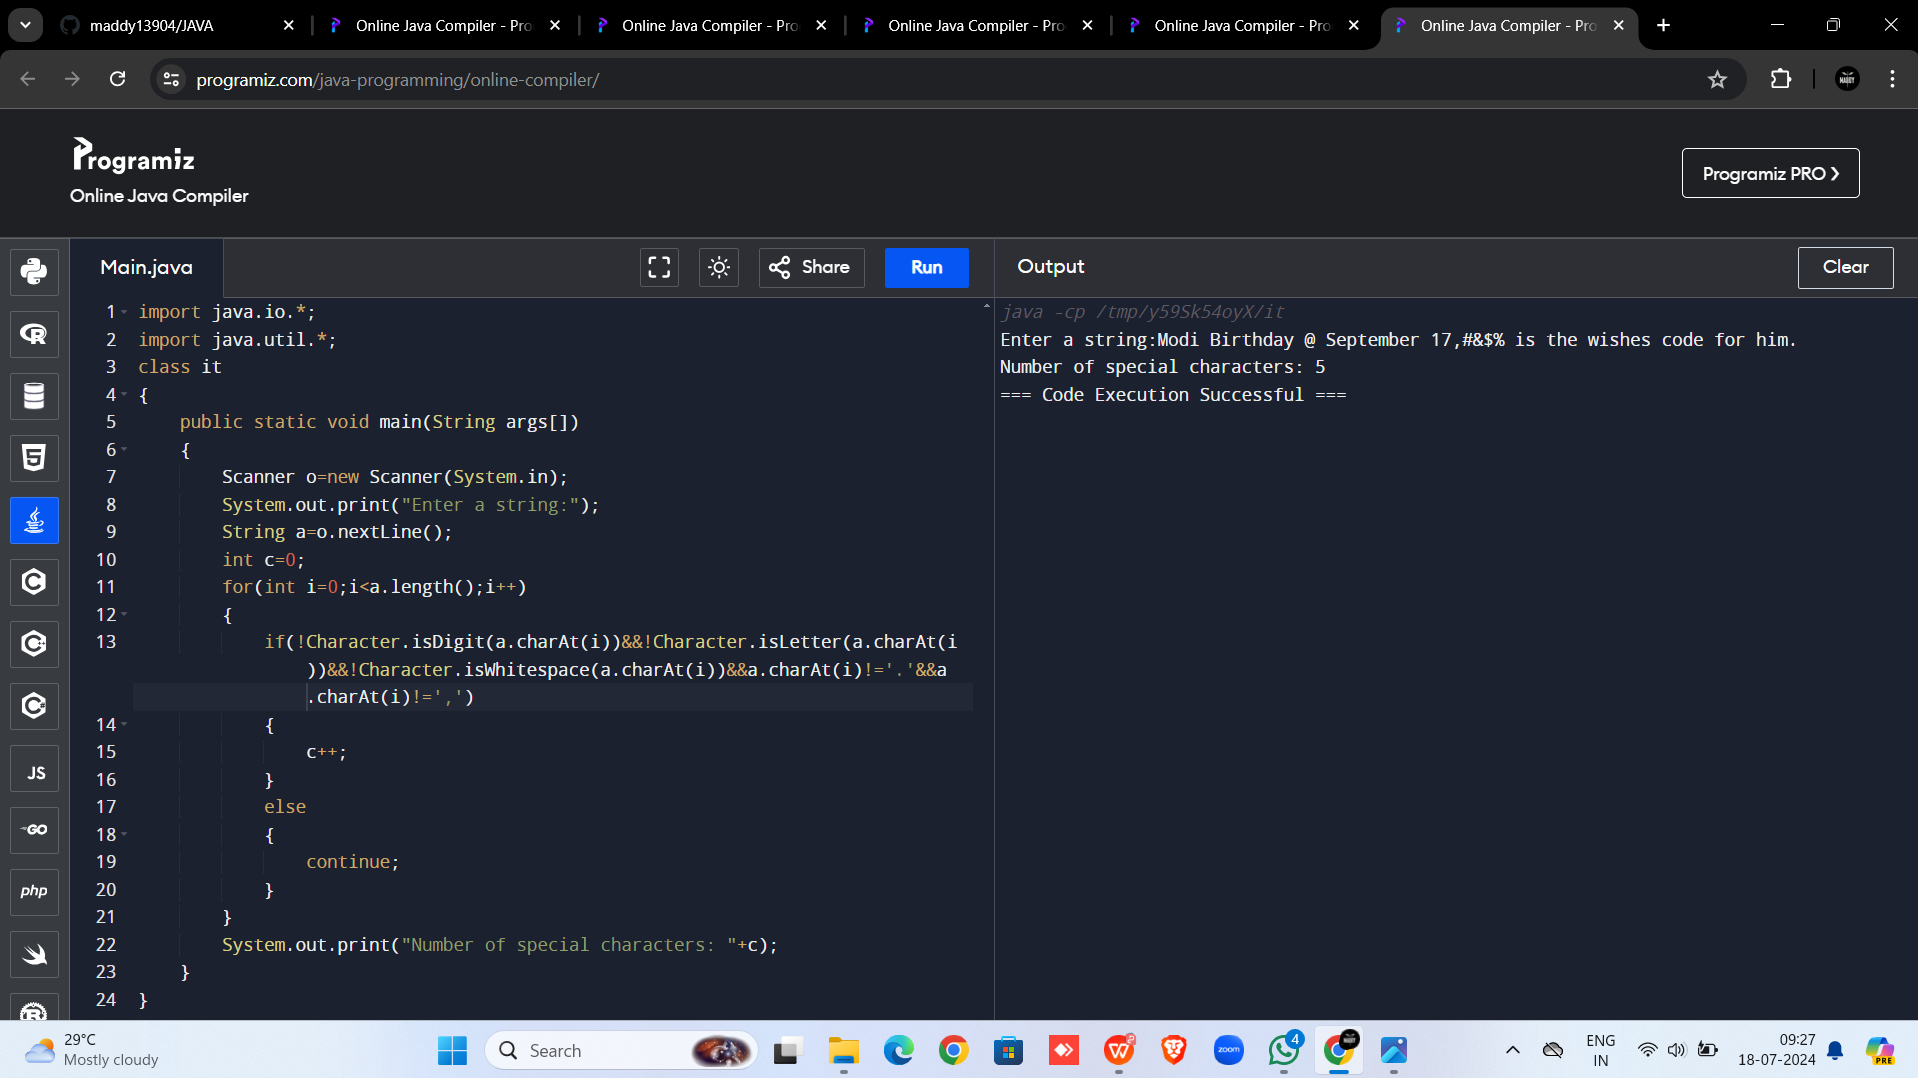 maddy13904/JAVA
Online Java Compiler - Pro
Online Java Compiler - Pro
Online Java Compiler - Pro
Online Java Compiler - Pro
Online Java Compiler - Pro
programiz.com/java-programming/online-compiler/
Programiz
Online Java Compiler
Programiz PRO
Main.java
Share
Run
Output
Clear
1 import java.io.*;
2 import java.util.*;
3 class it
4 {
5 public static void main(String args[])
6 {
7 Scanner o=new Scanner(System.in);
8 System.out.print("Enter a string:");
9 String a=o.nextLine();
10 int c=0;
11 for(int i=0;i<a.length();i++)
12 {
13 if(!Character.isDigit(a.charAt(i))&&!Character.isLetter(a.charAt(i
))&&!Character.isWhitespace(a.charAt(i))&&a.charAt(i)!='.'&&a
.charAt(i)!=',')
14 {
15 c++;
16 }
17 else
18 {
19 continue;
20 }
21 }
22 System.out.print("Number of special characters: "+c);
23 }
24 }
java -cp /tmp/y59Sk54oyX/it
Enter a string:Modi Birthday @ September 17,#&$% is the wishes code for him.
Number of special characters: 5
=== Code Execution Successful ===
JS
GO
php
29°C
Mostly cloudy
Search
zoom
4
ENG
IN
09:27
18-07-2024
PRE